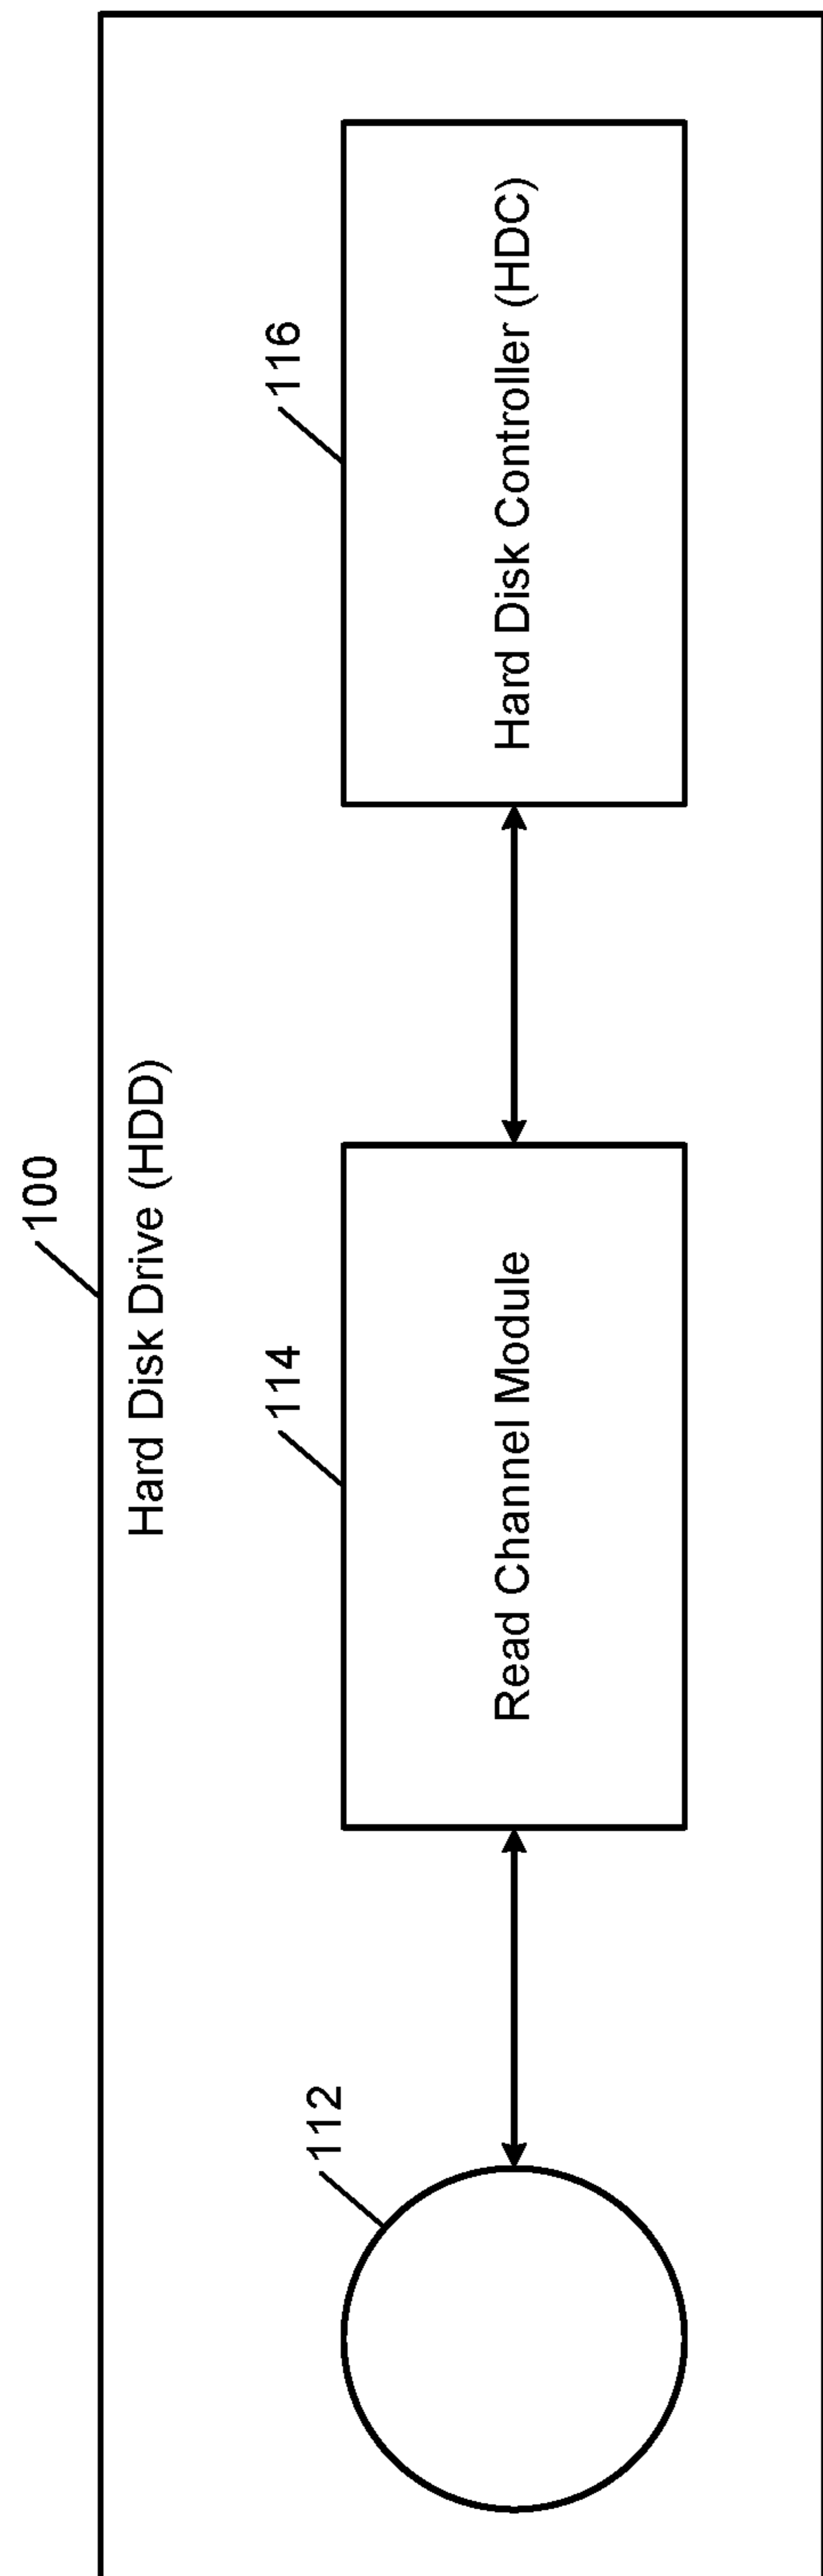 100
Hard Disk Drive (HDD)
112
114
116
Read Channel Module
Hard Disk Controller (HDC)